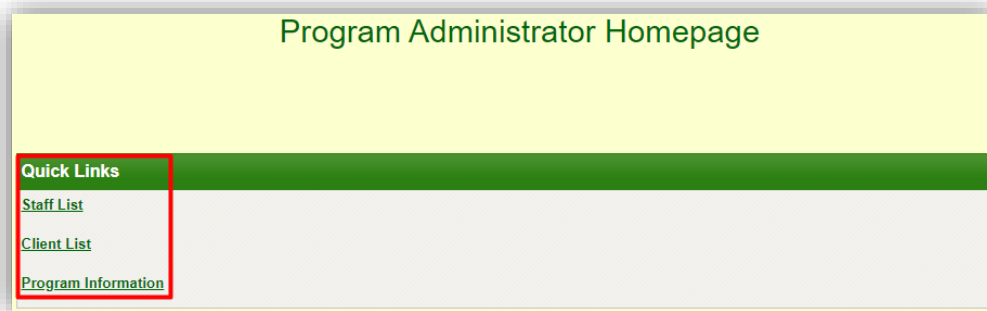 Program Administrator Homepage
Quick Links
Staff List
Client List
Program Information